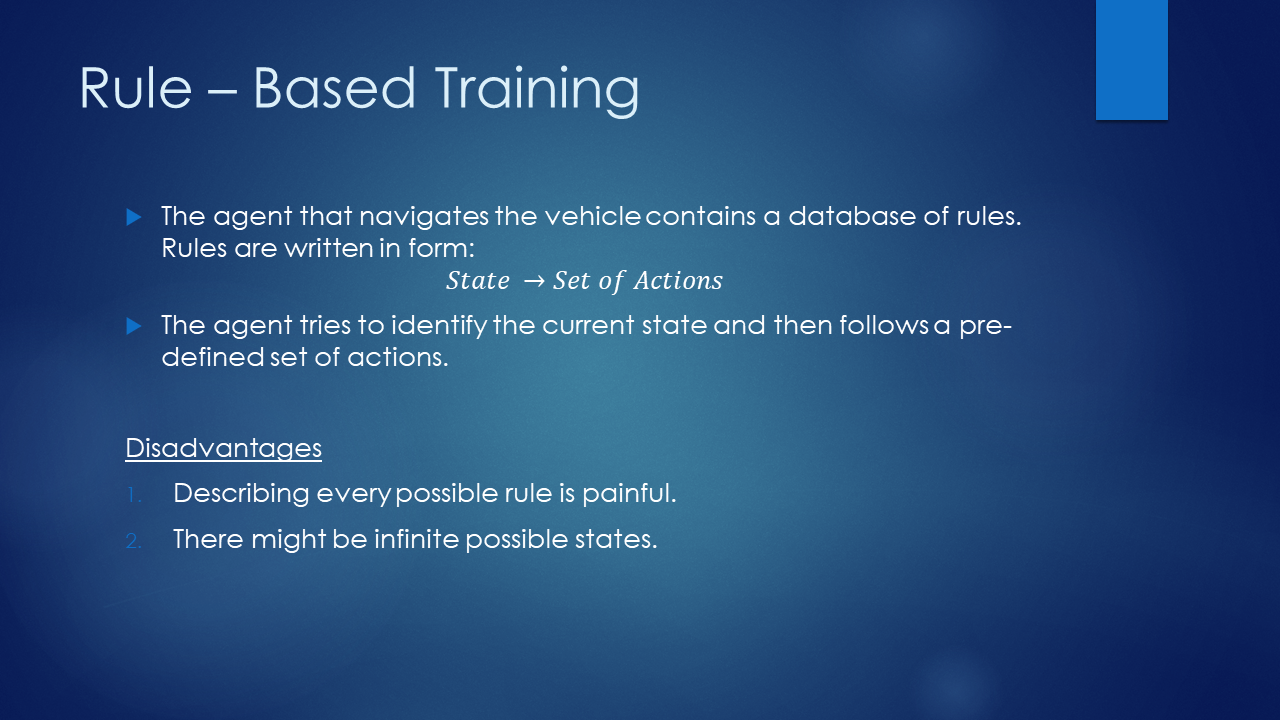 Rule – Based Training
The agent that navigates the vehicle contains a database of rules.
Rules are written in form:
State → Set of Actions
The agent tries to identify the current state and then follows a pre-
defined set of actions.
Disadvantages
1. Describing every possible rule is painful.
2. There might be infinite possible states.